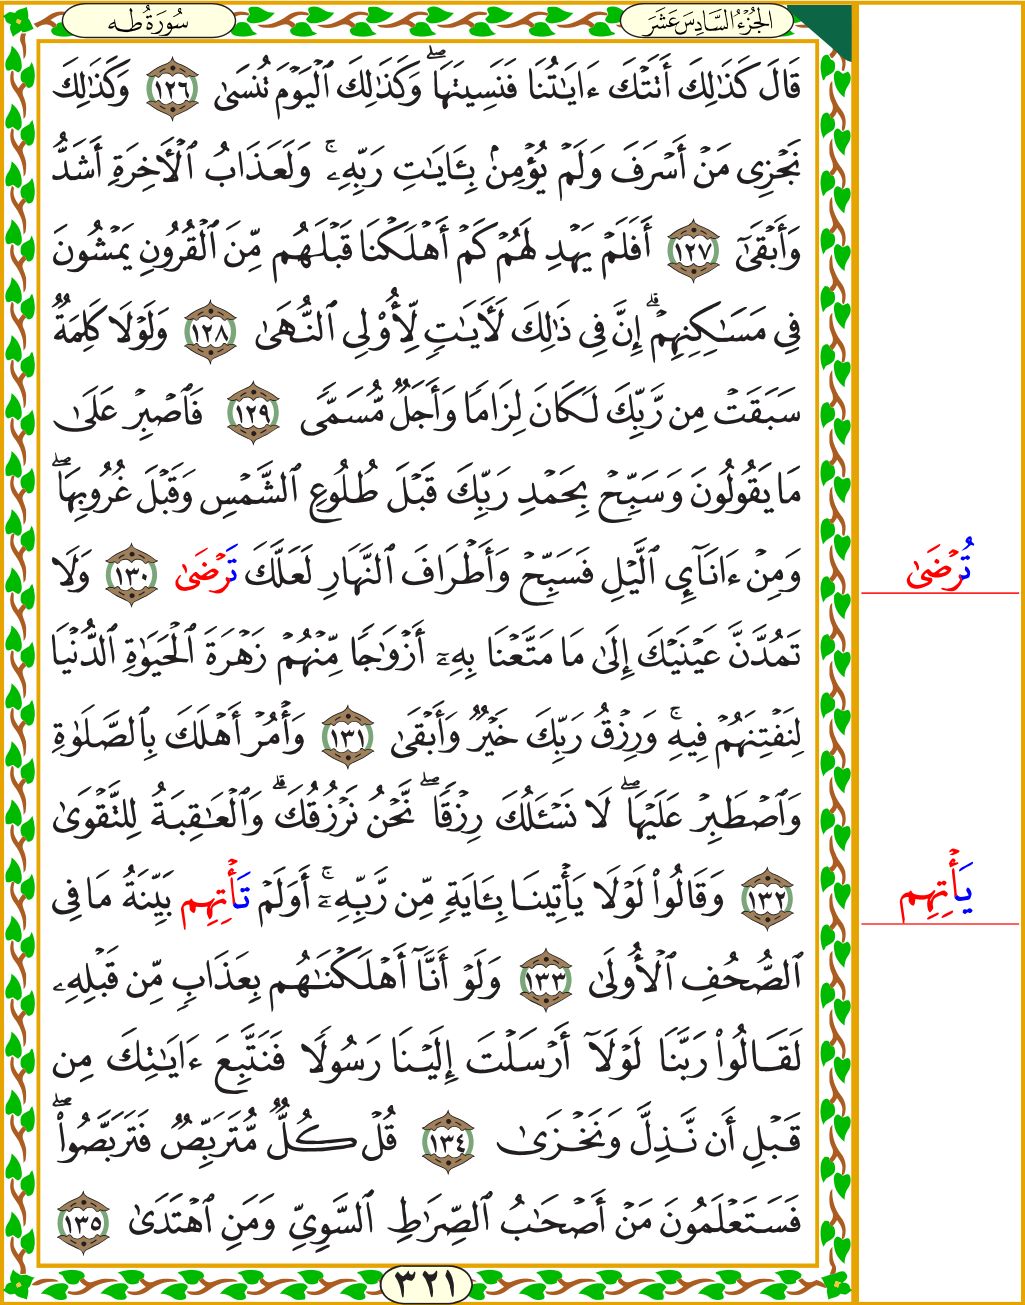 الجُزْءُ السَّادِسَ عَشَرَ
سُورَةُ طه
قَالَ كَذَٰلِكَ أَتَتۡكَ ءَايَٰتُنَا فَنَسِيتَهَاۖ وَكَذَٰلِكَ ٱلۡيَوۡمَ تُنسَىٰ ١٢٦ وَكَذَٰلِكَ
نَجۡزِي مَنۡ أَسۡرَفَ وَلَمۡ يُؤۡمِنۢ بِـَٔايَٰتِ رَبِّهِۦۚ وَلَعَذَابُ ٱلۡأٓخِرَةِ أَشَدُّ
وَأَبۡقَىٰٓ ١٢٧ أَفَلَمۡ يَهۡدِ لَهُمۡ كَمۡ أَهۡلَكۡنَا قَبۡلَهُم مِّنَ ٱلۡقُرُونِ يَمۡشُونَ
فِي مَسَٰكِنِهِمۡۚ إِنَّ فِي ذَٰلِكَ لَأٓيَٰتٖ لِّأُوْلِي ٱلنُّهَىٰ ١٢٨ وَلَوۡلَا كَلِمَةٞ
سَبَقَتۡ مِن رَّبِّكَ لَكَانَ لِزَامٗا وَأَجَلٞ مُّسَمّٗى ١٢٩ فَٱصۡبِرۡ عَلَىٰ
مَا يَقُولُونَ وَسَبِّحۡ بِحَمۡدِ رَبِّكَ قَبۡلَ طُلُوعِ ٱلشَّمۡسِ وَقَبۡلَ غُرُوبِهَاۖ
وَمِنۡ ءَانَآيِٕ ٱلَّيۡلِ فَسَبِّحۡ وَأَطۡرَافَ ٱلنَّهَارِ لَعَلَّكَ تَرۡضَىٰ ١٣٠ وَلَا
تُرۡضَىٰ
تَمُدَّنَّ عَيۡنَيۡكَ إِلَىٰ مَا مَتَّعۡنَا بِهِۦٓ أَزۡوَٰجٗا مِّنۡهُمۡ زَهۡرَةَ ٱلۡحَيَوٰةِ ٱلدُّنۡيَا
لِنَفۡتِنَهُمۡ فِيهِۚ وَرِزۡقُ رَبِّكَ خَيۡرٞ وَأَبۡقَىٰ ١٣١ وَأۡمُرۡ أَهۡلَكَ بِٱلصَّلَوٰةِ
وَٱصۡطَبِرۡ عَلَيۡهَاۖ لَا نَسۡـَٔلُكَ رِزۡقٗاۖ نَّحۡنُ نَرۡزُقُكَۗ وَٱلۡعَٰقِبَةُ لِلتَّقۡوَىٰ
١٣٢ وَقَالُواْ لَوۡلَا يَأۡتِينَا بِـَٔايَةٖ مِّن رَّبِّهِۦٓۚ أَوَلَمۡ تَأۡتِهِم بَيِّنَةُ مَا فِي
يَأۡتِهِم
ٱلصُّحُفِ ٱلۡأُولَىٰ ١٣٣ وَلَوۡ أَنَّآ أَهۡلَكۡنَٰهُم بِعَذَابٖ مِّن قَبۡلِهِۦ
لَقَالُواْ رَبَّنَا لَوۡلَآ أَرۡسَلۡتَ إِلَيۡنَا رَسُولٗا فَنَتَّبِعَ ءَايَٰتِكَ مِن
قَبۡلِ أَن نَّذِلَّ وَنَخۡزَىٰ ١٣٤ قُلۡ كُلّٞ مُّتَرَبِّصٞ فَتَرَبَّصُواْۖ
فَسَتَعۡلَمُونَ مَنۡ أَصۡحَٰبُ ٱلصِّرَٰطِ ٱلسَّوِيِّ وَمَنِ ٱهۡتَدَىٰ ١٣٥
٣٢١